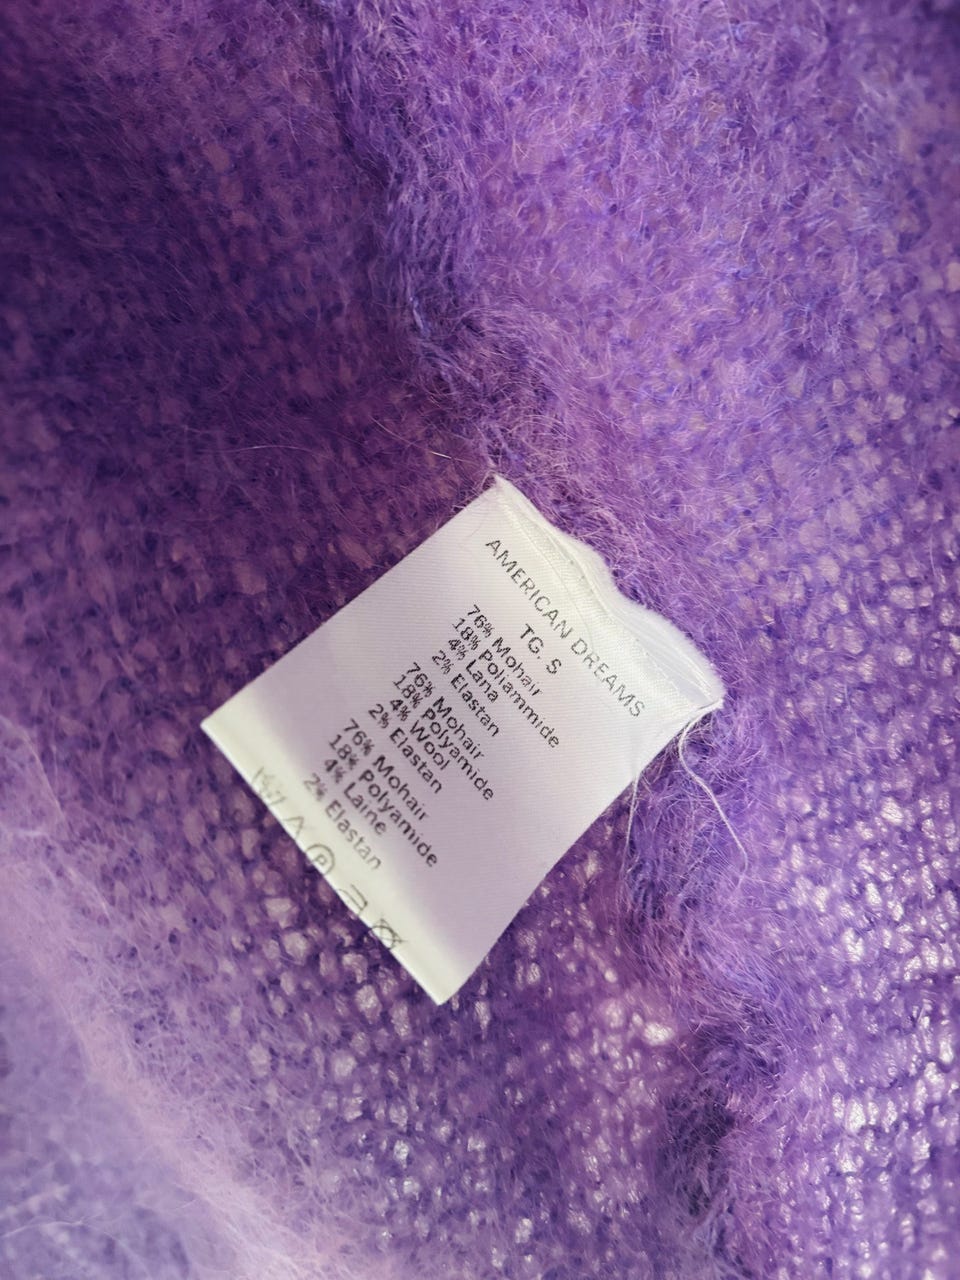 AMERICAN DREAMS
TG. S
76% Mohair
18% Poliammide
4% Lana
2% Elastan
76% Mohair
18% Polyamide
4% Wool
2% Elastan
76% Mohair
18% Polyamide
4% Laine
2% Elastan
P